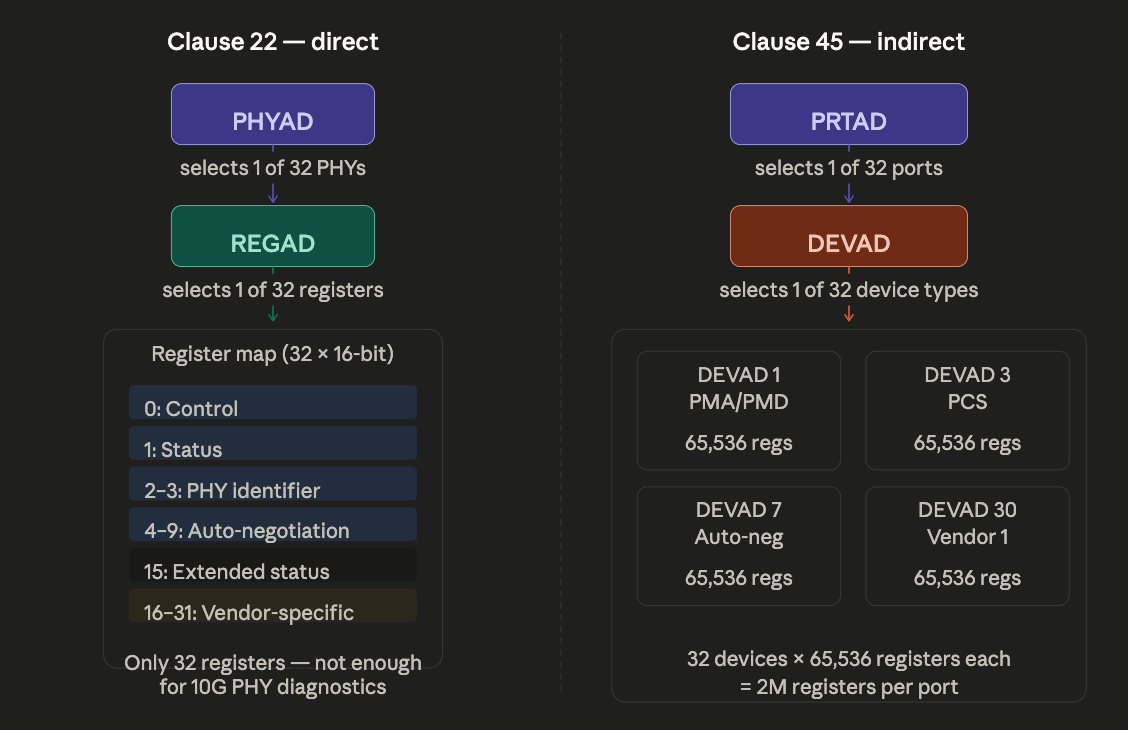 Clause 22 — direct
PHYAD
selects 1 of 32 PHYs
REGAD
selects 1 of 32 registers
Register map (32 × 16-bit)
0: Control
1: Status
2–3: PHY identifier
4–9: Auto-negotiation
15: Extended status
16–31: Vendor-specific
Only 32 registers — not enough
for 10G PHY diagnostics
Clause 45 — indirect
PRTAD
selects 1 of 32 ports
DEVAD
selects 1 of 32 device types
DEVAD 1
PMA/PMD
65,536 regs
DEVAD 3
PCS
65,536 regs
DEVAD 7
Auto-neg
65,536 regs
DEVAD 30
Vendor 1
65,536 regs
32 devices × 65,536 registers each
= 2M registers per port